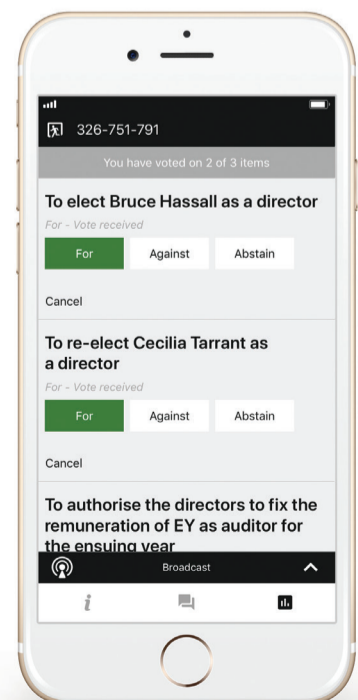 326-751-791
You have voted on 2 of 3 items
To elect Bruce Hassall as a director
For - Vote received
For Against Abstain
Cancel
To re-elect Cecilia Tarrant as
a director
For - Vote received
For Against Abstain
Cancel
To authorise the directors to fix the
remuneration of EY as auditor for
the ensuing year
Broadcast
i